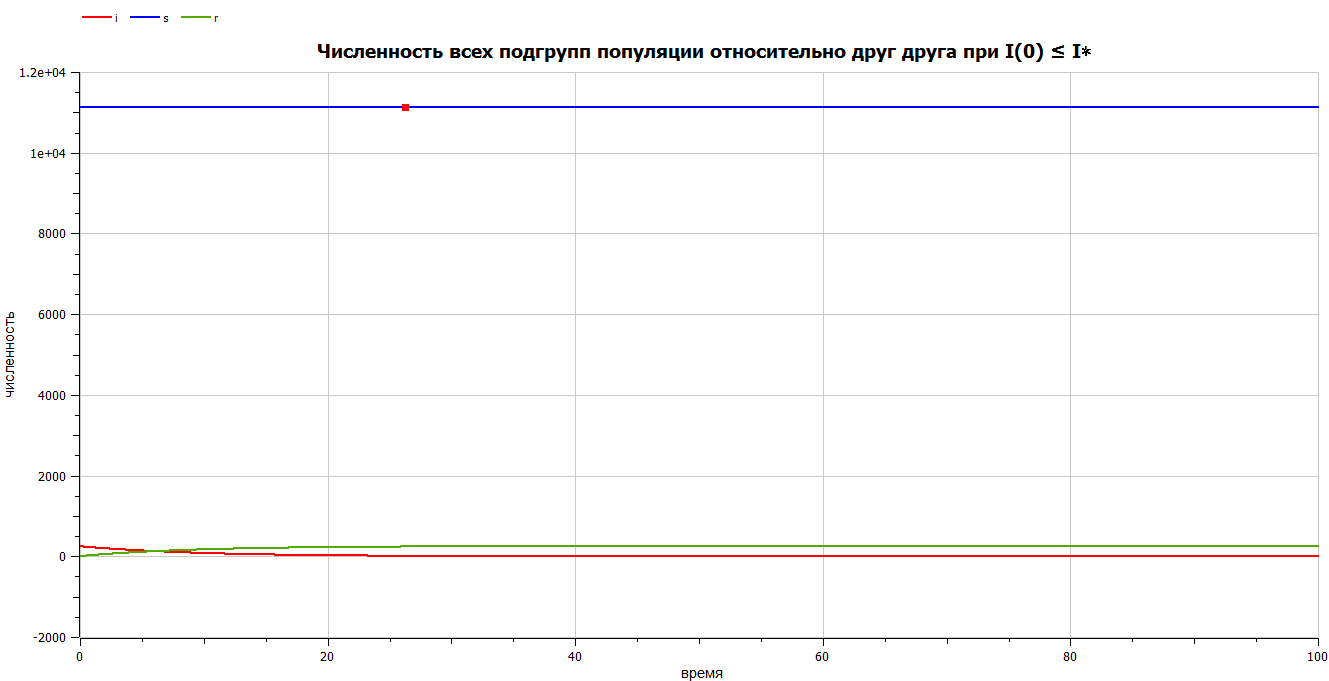 i s r
Численность всех подгрупп популяции относительно друг друга при I(0) ≤ I*
1.2e+04
1e+04
8000
6000
4000
2000
0
-2000
численность
0 20 40 60 80 100
время